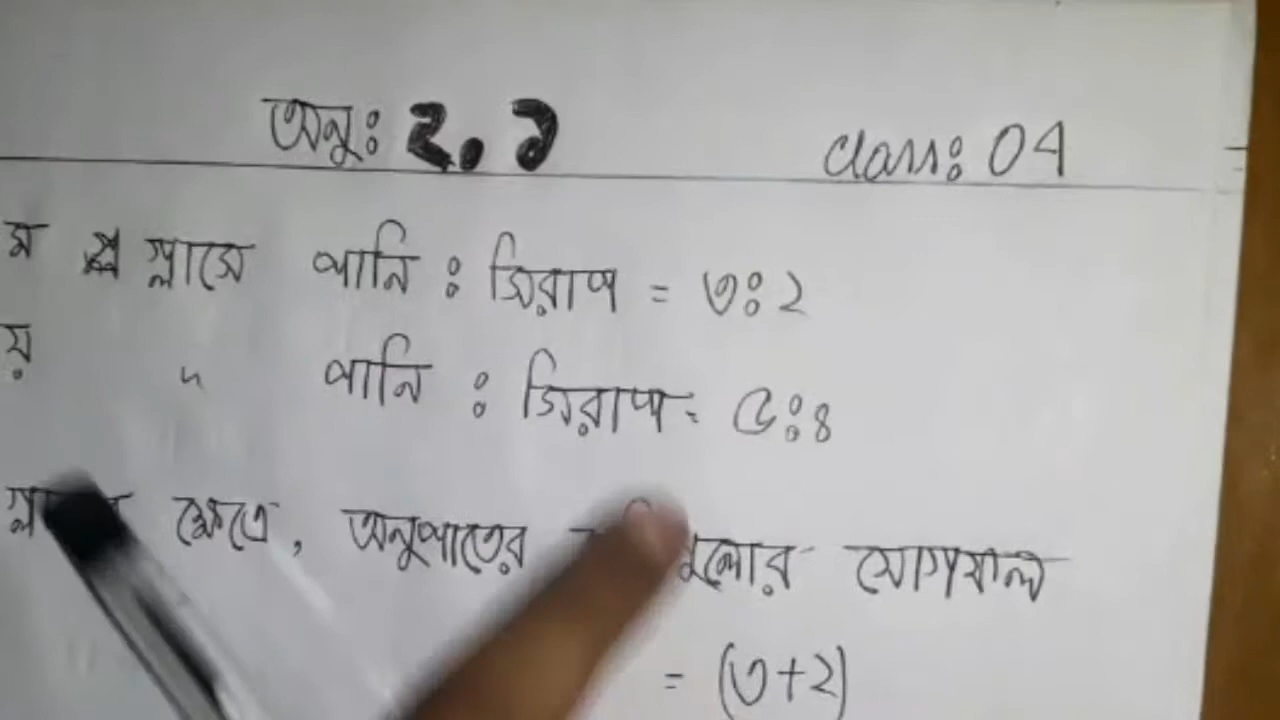 অনুঃ ২.১ class: 04
ম গ্লাসে পানি : সিরাপ = ৩:২
য় " পানি : সিরাপ = ৫:৪
ক্ষেত্রে, অনুপাতের যোগফল
= (৩+২)